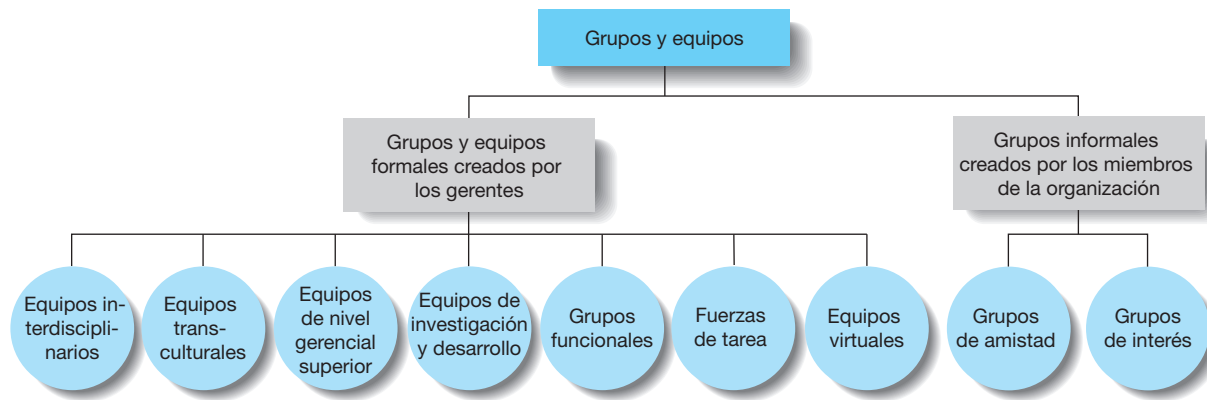 Grupos y equipos
Grupos y equipos
formales creados por
los gerentes
Grupos informales
creados por los miembros
de la organización
Equipos in-
terdiscipli-
narios
Equipos
trans-
culturales
Equipos
de nivel
gerencial
superior
Equipos de
investigación
y desarrollo
Grupos
funcionales
Fuerzas
de tarea
Equipos
virtuales
Grupos
de amistad
Grupos
de interés